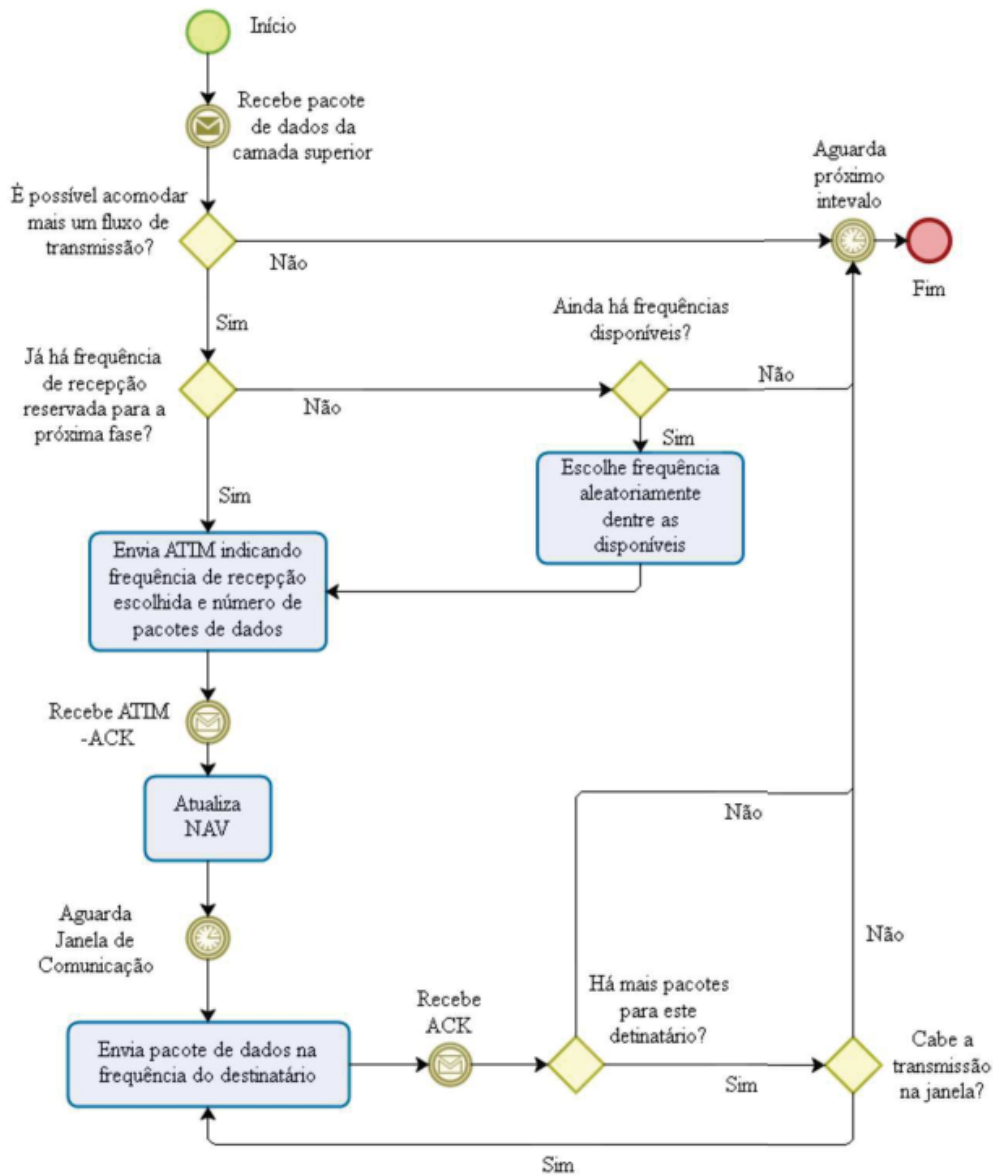 Início
Recebe pacote
de dados da
camada superior
É possível acomodar
mais um fluxo de
transmissão?
Não
Aguarda
próximo
intevalo
Fim
Sim
Já há frequência
de recepção
reservada para a
próxima fase?
Não
Ainda há frequências
disponíveis?
Não
Sim
Escolhe frequência
aleatoriamente
dentre as
disponíveis
Sim
Envia ATIM indicando
frequência de recepção
escolhida e número de
pacotes de dados
Recebe ATIM
-ACK
Atualiza
NAV
Aguarda
Janela de
Comunicação
Envia pacote de dados na
frequência do destinatário
Recebe
ACK
Há mais pacotes
para este
detinatário?
Não
Sim
Não
Cabe a
transmissão
na janela?
Sim